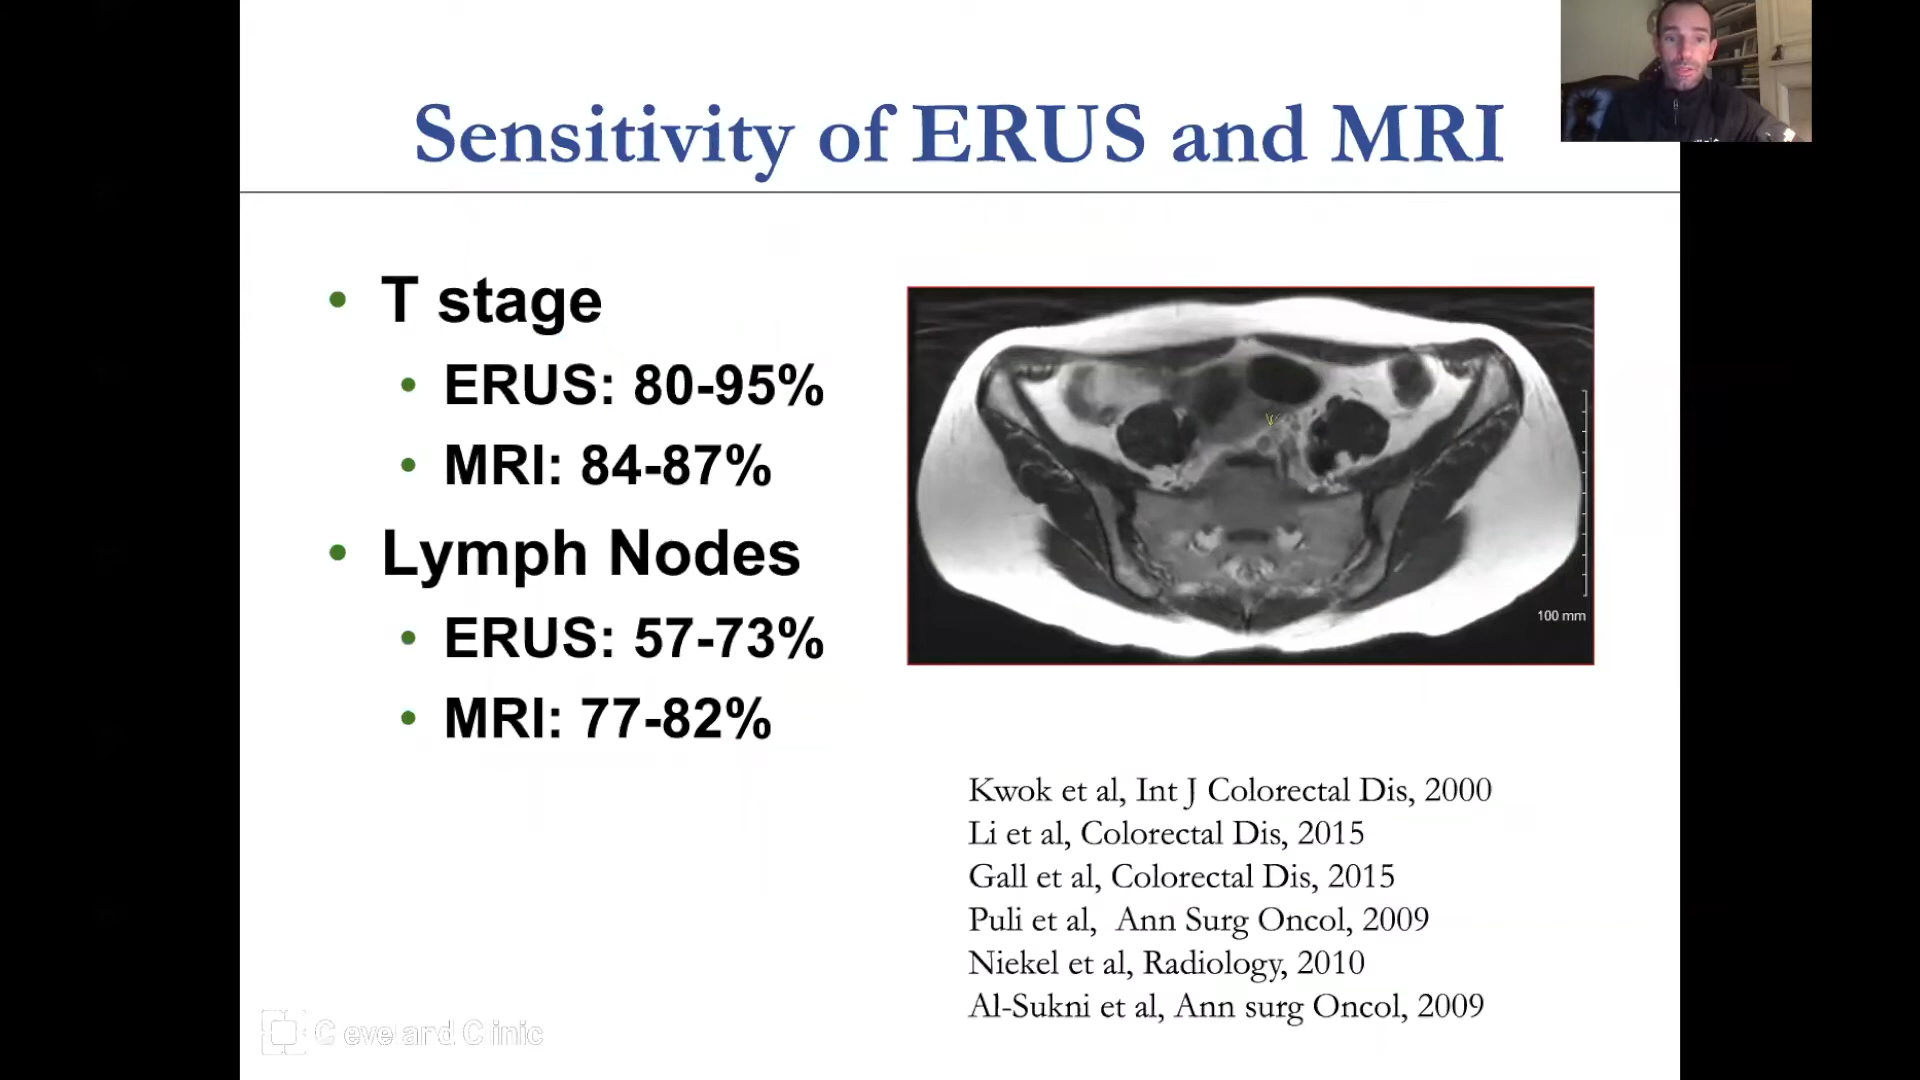 Sensitivity of ERUS and MRI
• T stage
• ERUS: 80-95%
• MRI: 84-87%
• Lymph Nodes
• ERUS: 57-73%
• MRI: 77-82%
100 mm
Kwok et al, Int J Colorectal Dis, 2000
Li et al, Colorectal Dis, 2015
Gall et al, Colorectal Dis, 2015
Puli et al, Ann Surg Oncol, 2009
Niekel et al, Radiology, 2010
Al-Sukni et al, Ann surg Oncol, 2009
Cleveland Clinic